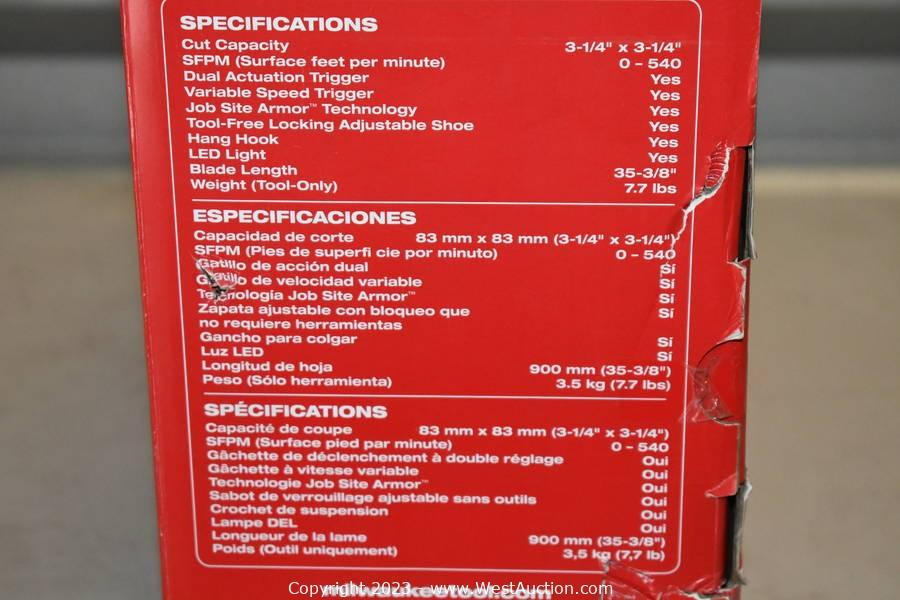 SPECIFICATIONS
Cut Capacity 3-1/4" x 3-1/4"
SFPM (Surface feet per minute) 0 – 540
Dual Actuation Trigger Yes
Variable Speed Trigger Yes
Job Site Armor™ Technology Yes
Tool-Free Locking Adjustable Shoe Yes
Hang Hook Yes
LED Light Yes
Blade Length 35-3/8"
Weight (Tool-Only) 7.7 lbs
ESPECIFICACIONES
Capacidad de corte 83 mm x 83 mm (3-1/4" x 3-1/4")
SFPM (Pies de superfi cie por minuto) 0 – 540
Gatillo de acción dual Sí
Gatillo de velocidad variable Sí
Tecnología Job Site Armor™ Sí
Zapata ajustable con bloqueo que Sí
no requiere herramientas
Gancho para colgar Sí
Luz LED Sí
Longitud de hoja 900 mm (35-3/8")
Peso (Sólo herramienta) 3.5 kg (7.7 lbs)
SPÉCIFICATIONS
Capacité de coupe 83 mm x 83 mm (3-1/4" x 3-1/4")
SFPM (Surface pied par minute) 0 – 540
Gâchette de déclenchement à double réglage Oui
Gâchette à vitesse variable Oui
Technologie Job Site Armor™ Oui
Sabot de verrouillage ajustable sans outils Oui
Crochet de suspension Oui
Lampe DEL Oui
Longueur de la lame 900 mm (35-3/8")
Poids (Outil uniquement) 3,5 kg (7,7 lb)
milwaukeetool.com
Copyright 2023 - www.WestAuction.com